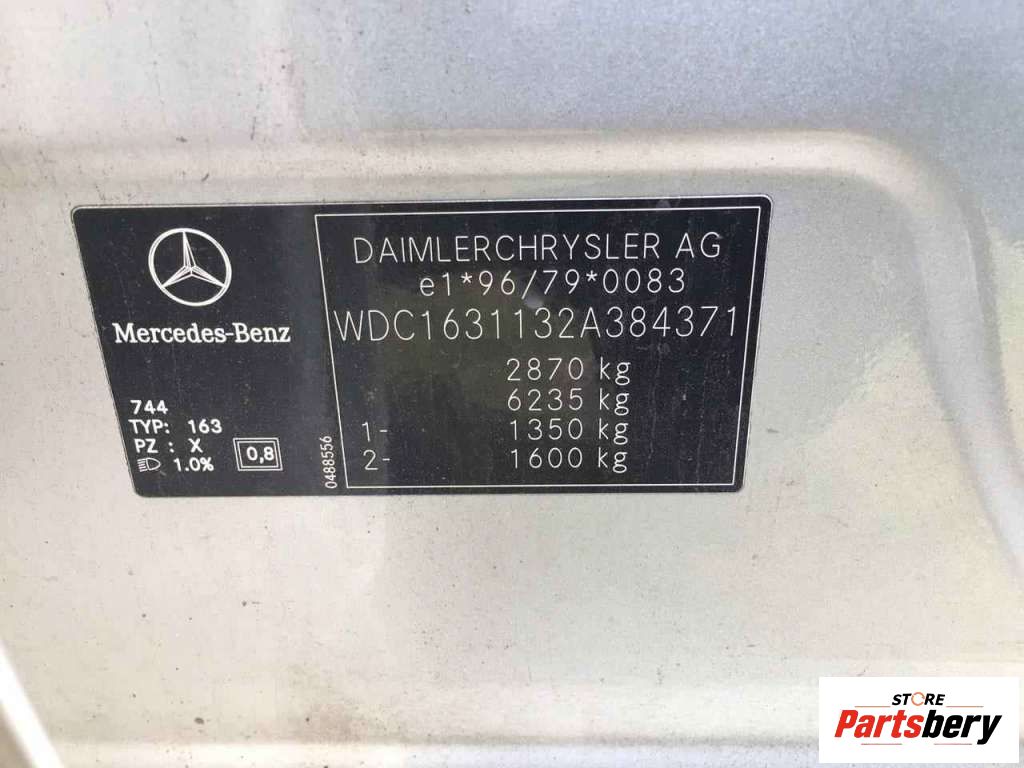 Mercedes-Benz
744
TYP: 163
PZ : X
1.0%
0,8
0488556
DAIMLERCHRYSLER AG
e1*96/79*0083
WDC1631132A384371
2870 kg
6235 kg
1- 1350 kg
2- 1600 kg
STORE
Partsbery